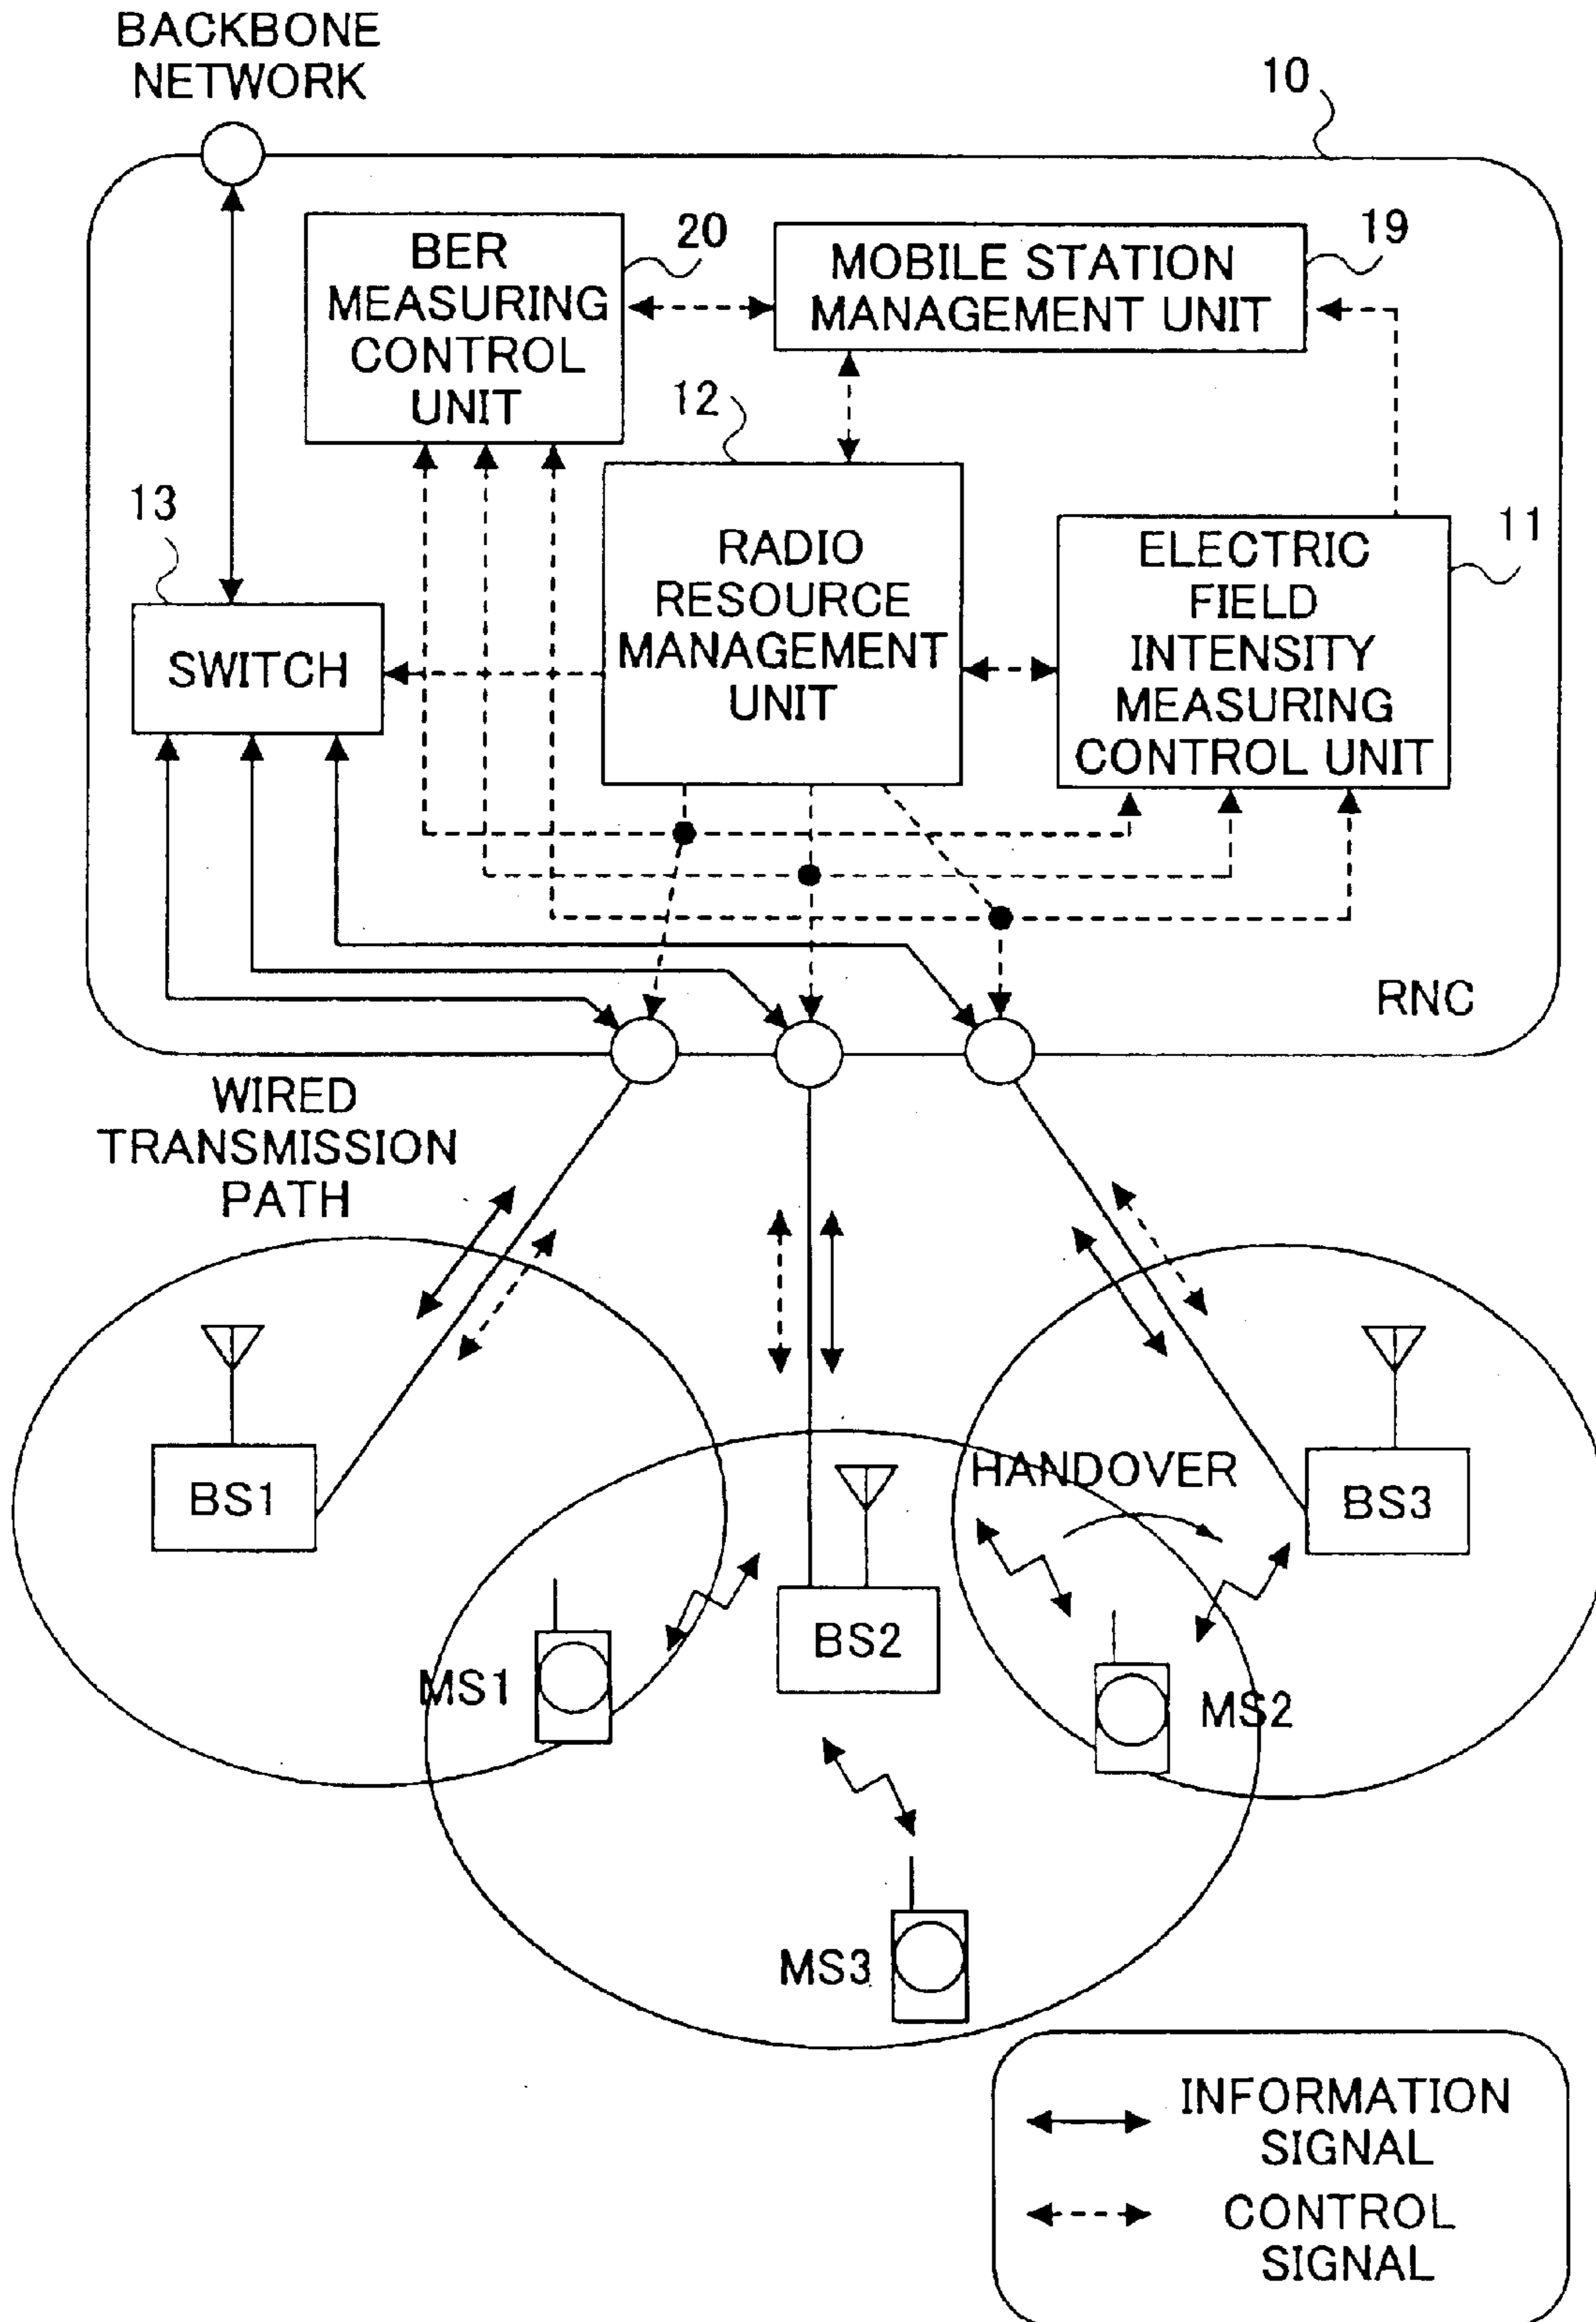 BACKBONE
NETWORK
10
BER
MEASURING
CONTROL
UNIT
20
MOBILE STATION
MANAGEMENT UNIT
19
12
13
RADIO
RESOURCE
MANAGEMENT
UNIT
11
ELECTRIC
FIELD
INTENSITY
MEASURING
CONTROL UNIT
SWITCH
RNC
WIRED
TRANSMISSION
PATH
HANDOVER
BS1
BS3
BS2
MS1
MS2
MS3
INFORMATION
SIGNAL
CONTROL
SIGNAL